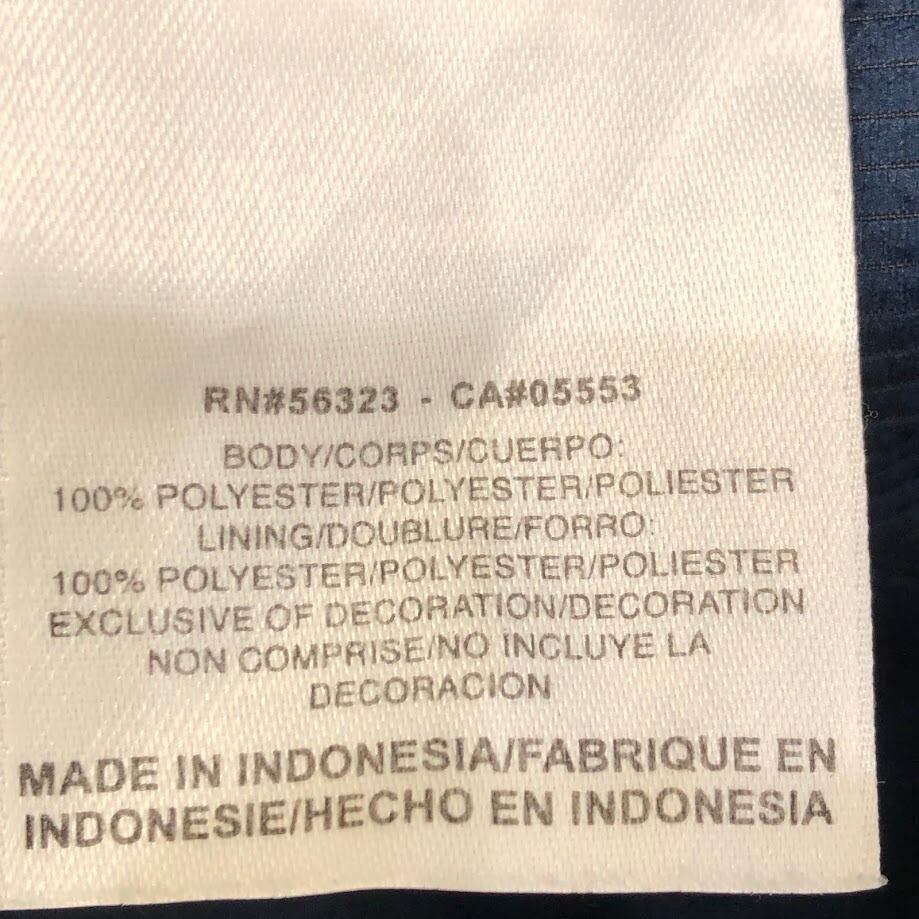 RN#56323 - CA#05553
BODY/CORPS/CUERPO:
100% POLYESTER/POLYESTER/POLIESTER
LINING/DOUBLURE/FORRO:
100% POLYESTER/POLYESTER/POLIESTER
EXCLUSIVE OF DECORATION/DECORATION
NON COMPRISE/NO INCLUYE LA
DECORACION
MADE IN INDONESIA/FABRIQUE EN
INDONESIE/HECHO EN INDONESIA